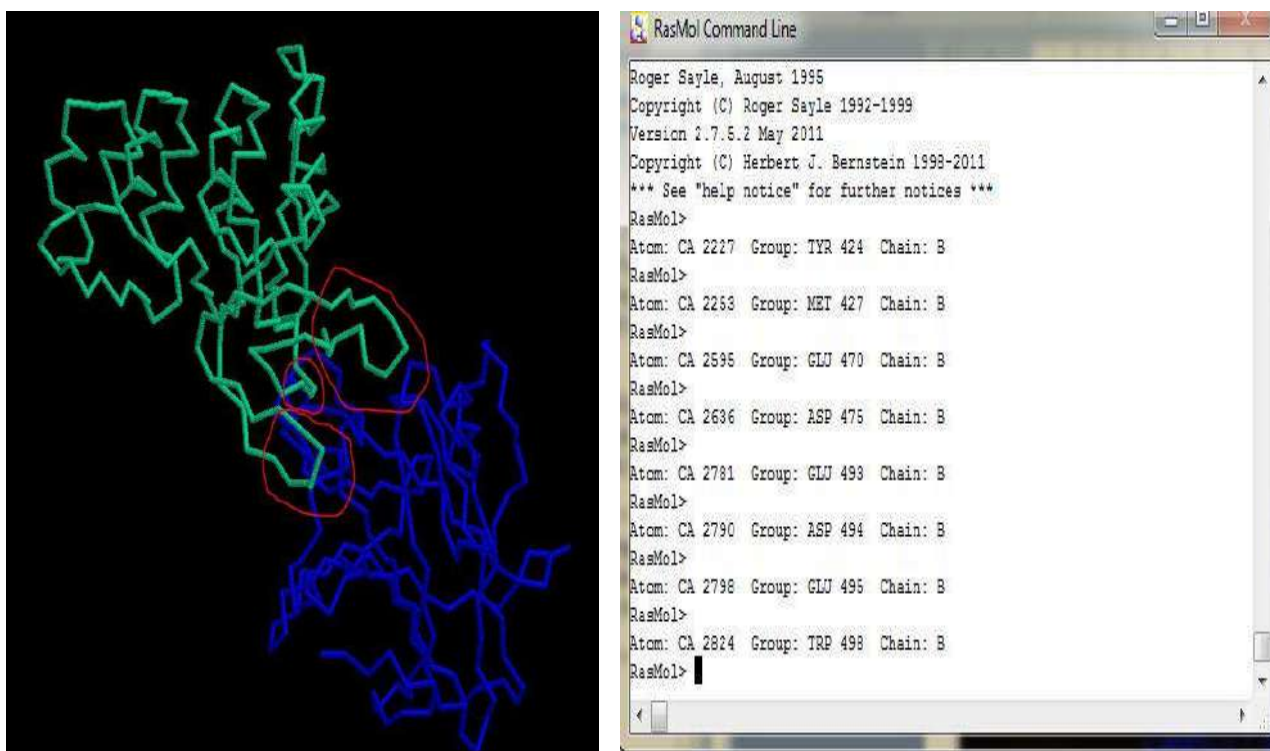 RasMol Command Line
Roger Sayle, August 1995
Copyright (C) Roger Sayle 1992-1999
Version 2.7.5.2 May 2011
Copyright (C) Herbert J. Bernstein 1998-2011
*** See "help notice" for further notices ***
RasMol>
Atom: CA 2227 Group: TYR 424 Chain: B
RasMol>
Atom: CA 2253 Group: MET 427 Chain: B
RasMol>
Atom: CA 2595 Group: GLU 470 Chain: B
RasMol>
Atom: CA 2636 Group: ASP 475 Chain: B
RasMol>
Atom: CA 2781 Group: GLU 493 Chain: B
RasMol>
Atom: CA 2790 Group: ASP 494 Chain: B
RasMol>
Atom: CA 2798 Group: GLU 495 Chain: B
RasMol>
Atom: CA 2824 Group: TRP 498 Chain: B
RasMol>